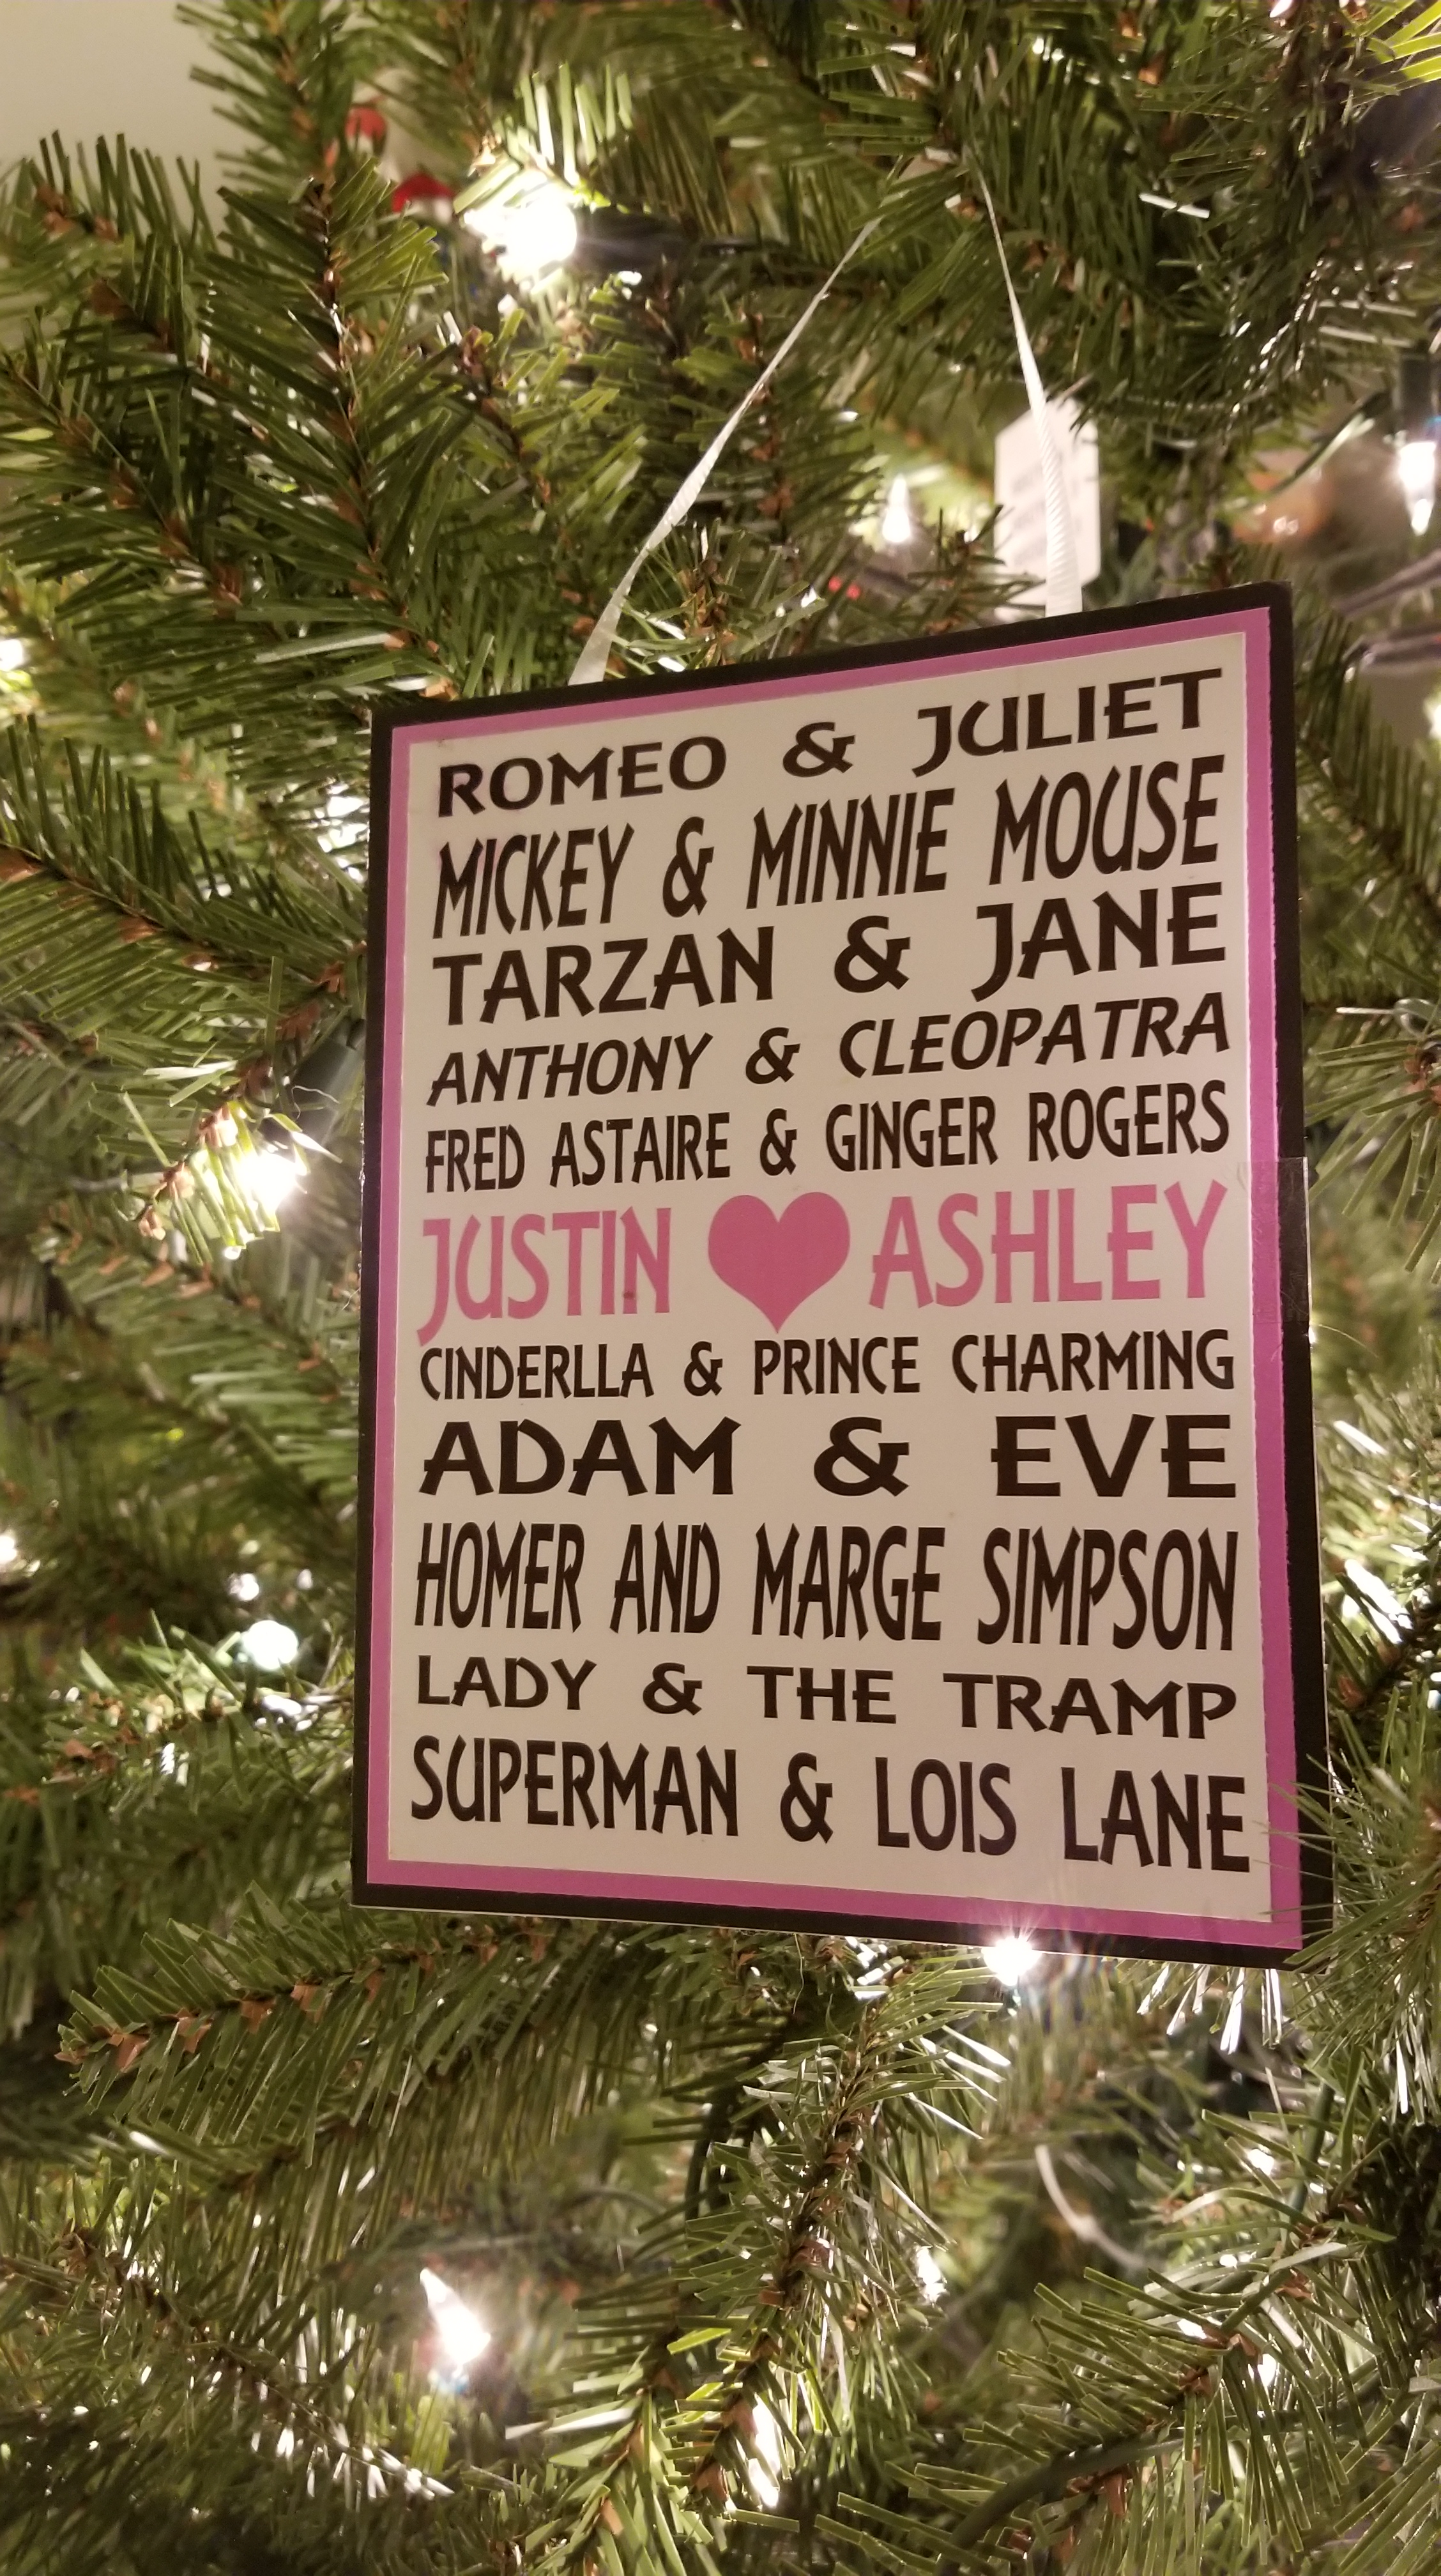 ROMEO & JULIET
MICKEY & MINNIE MOUSE
TARZAN & JANE
ANTHONY & CLEOPATRA
FRED ASTAIRE & GINGER ROGERS
JUSTIN ♥ ASHLEY
CINDERLLA & PRINCE CHARMING
ADAM & EVE
HOMER AND MARGE SIMPSON
LADY & THE TRAMP
SUPERMAN & LOIS LANE